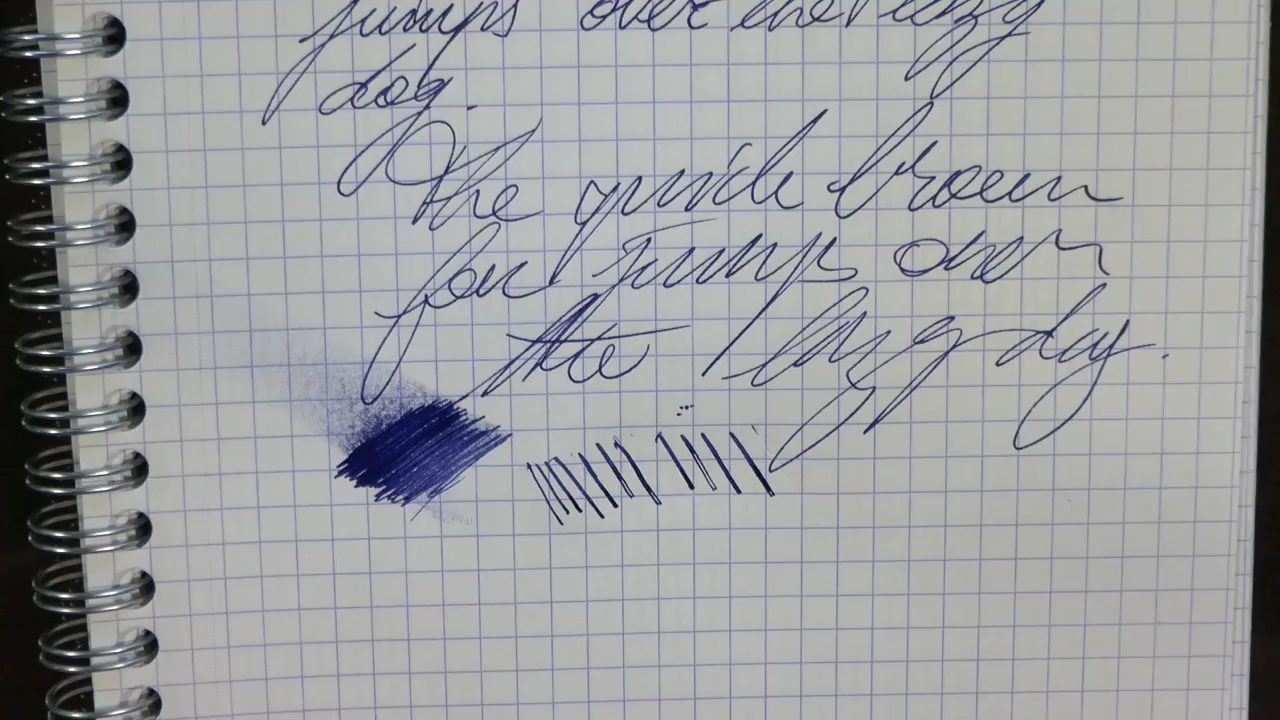 jumps over the lazy
dog.
The quick brown
fox jumps over
the lazy dog.